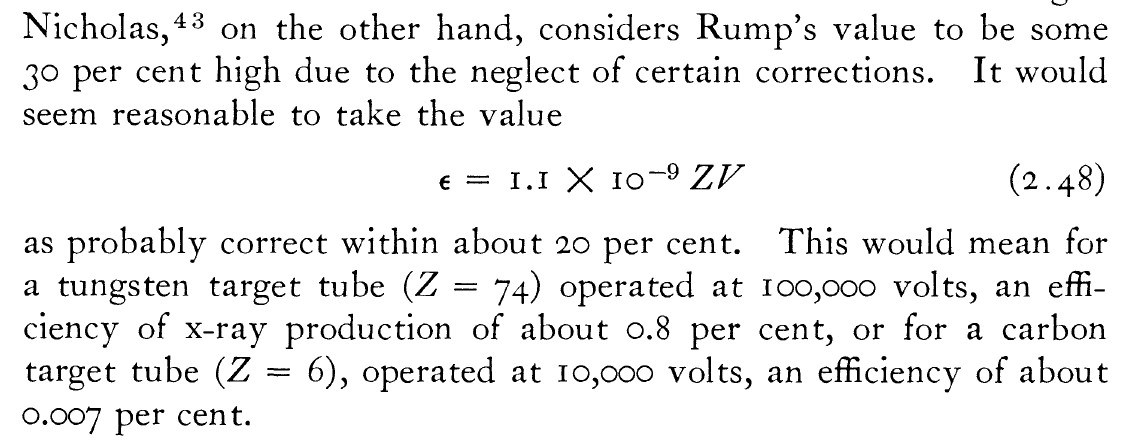 Nicholas,⁴³ on the other hand, considers Rump's value to be some
30 per cent high due to the neglect of certain corrections. It would
seem reasonable to take the value
ϵ = 1.1 × 10⁻⁹ ZV (2.48)
as probably correct within about 20 per cent. This would mean for
a tungsten target tube (Z = 74) operated at 100,000 volts, an effi-
ciency of x-ray production of about 0.8 per cent, or for a carbon
target tube (Z = 6), operated at 10,000 volts, an efficiency of about
0.007 per cent.